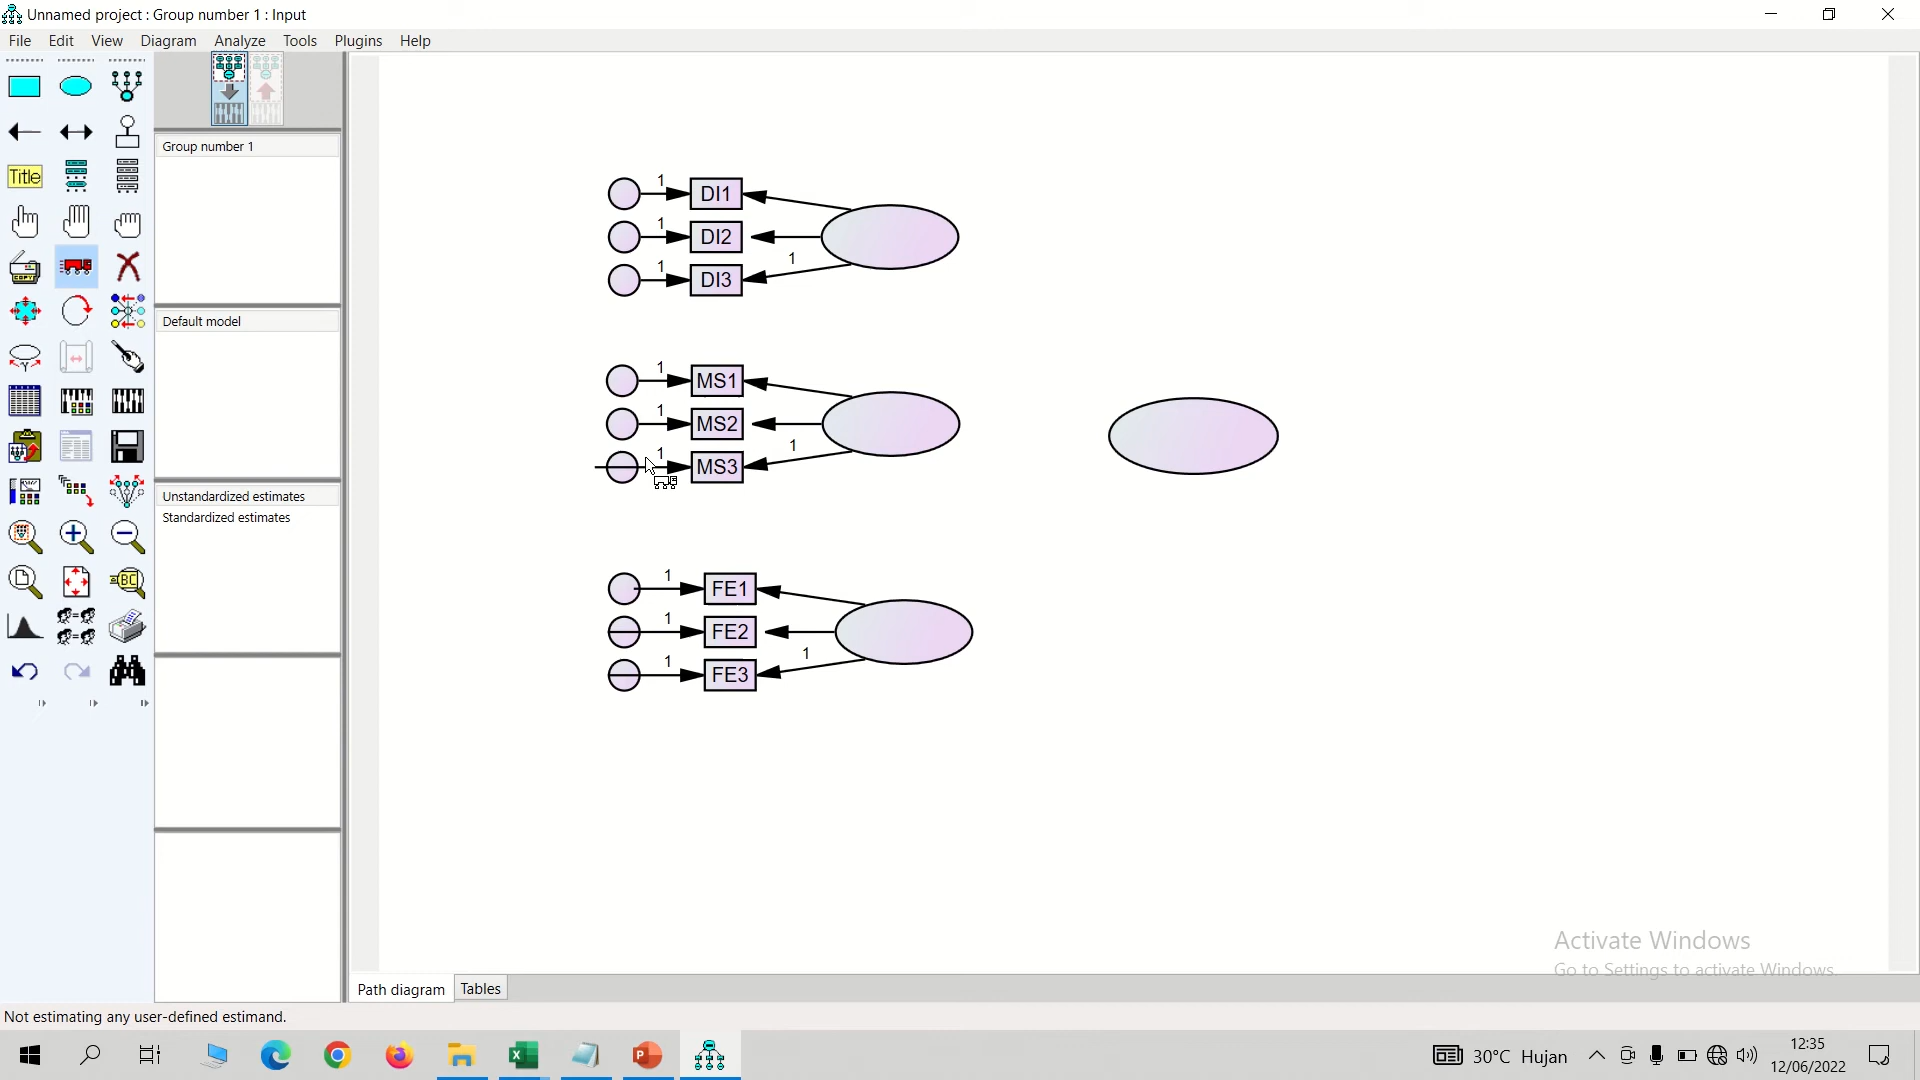 Unnamed project : Group number 1 : Input
File Edit View Diagram Analyze Tools Plugins Help
Title
COPY
ABC
Group number 1
Default model
Unstandardized estimates
Standardized estimates
1 DI1
1 DI2
1 DI3 1
1 MS1
1 MS2
1 MS3 1
1 FE1
1 FE2
1 FE3 1
Activate Windows
Go to Settings to activate Windows.
Path diagram Tables
Not estimating any user-defined estimand.
30°C Hujan
12:35
12/06/2022